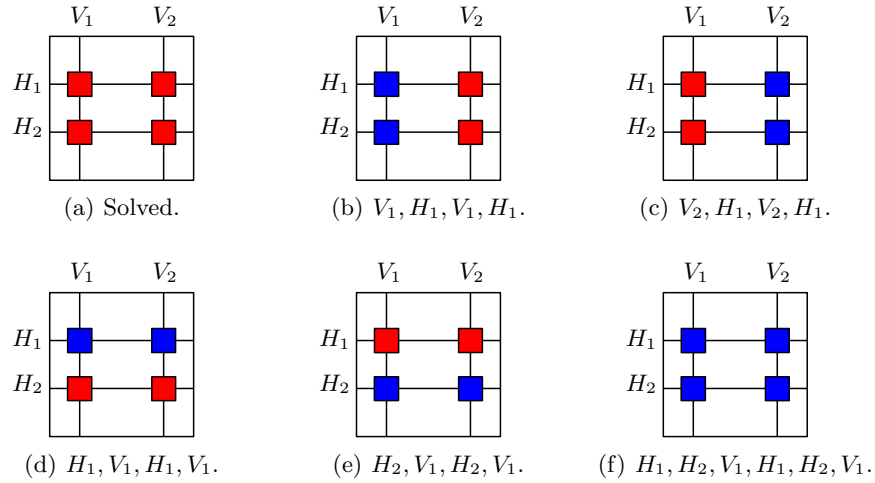 V₁ V₂ V₁ V₂ V₁ V₂
H₁ H₁ H₁
H₂ H₂ H₂
(a) Solved. (b) V₁, H₁, V₁, H₁. (c) V₂, H₁, V₂, H₁.
V₁ V₂ V₁ V₂ V₁ V₂
H₁ H₁ H₁
H₂ H₂ H₂
(d) H₁, V₁, H₁, V₁. (e) H₂, V₁, H₂, V₁. (f) H₁, H₂, V₁, H₁, H₂, V₁.